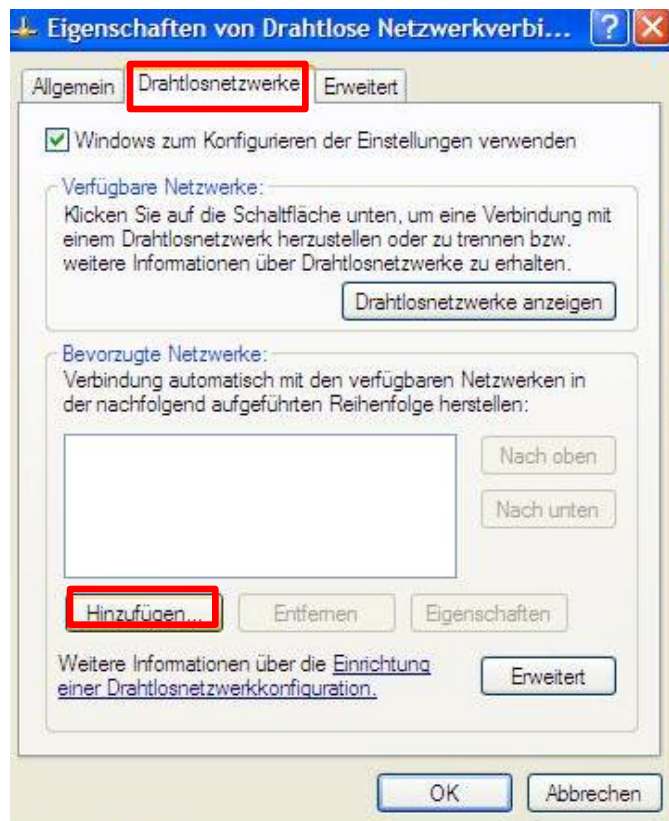 Eigenschaften von Drahtlose Netzwerkverbi...
Allgemein Drahtlosnetzwerke Erweitert
Windows zum Konfigurieren der Einstellungen verwenden
Verfügbare Netzwerke:
Klicken Sie auf die Schaltfläche unten, um eine Verbindung mit
einem Drahtlosnetzwerk herzustellen oder zu trennen bzw.
weitere Informationen über Drahtlosnetzwerke zu erhalten.
Drahtlosnetzwerke anzeigen
Bevorzugte Netzwerke:
Verbindung automatisch mit den verfügbaren Netzwerken in
der nachfolgend aufgeführten Reihenfolge herstellen:
Nach oben
Nach unten
Hinzufügen... Entfernen Eigenschaften
Weitere Informationen über die Einrichtung
einer Drahtlosnetzwerkkonfiguration.
Erweitert
OK Abbrechen